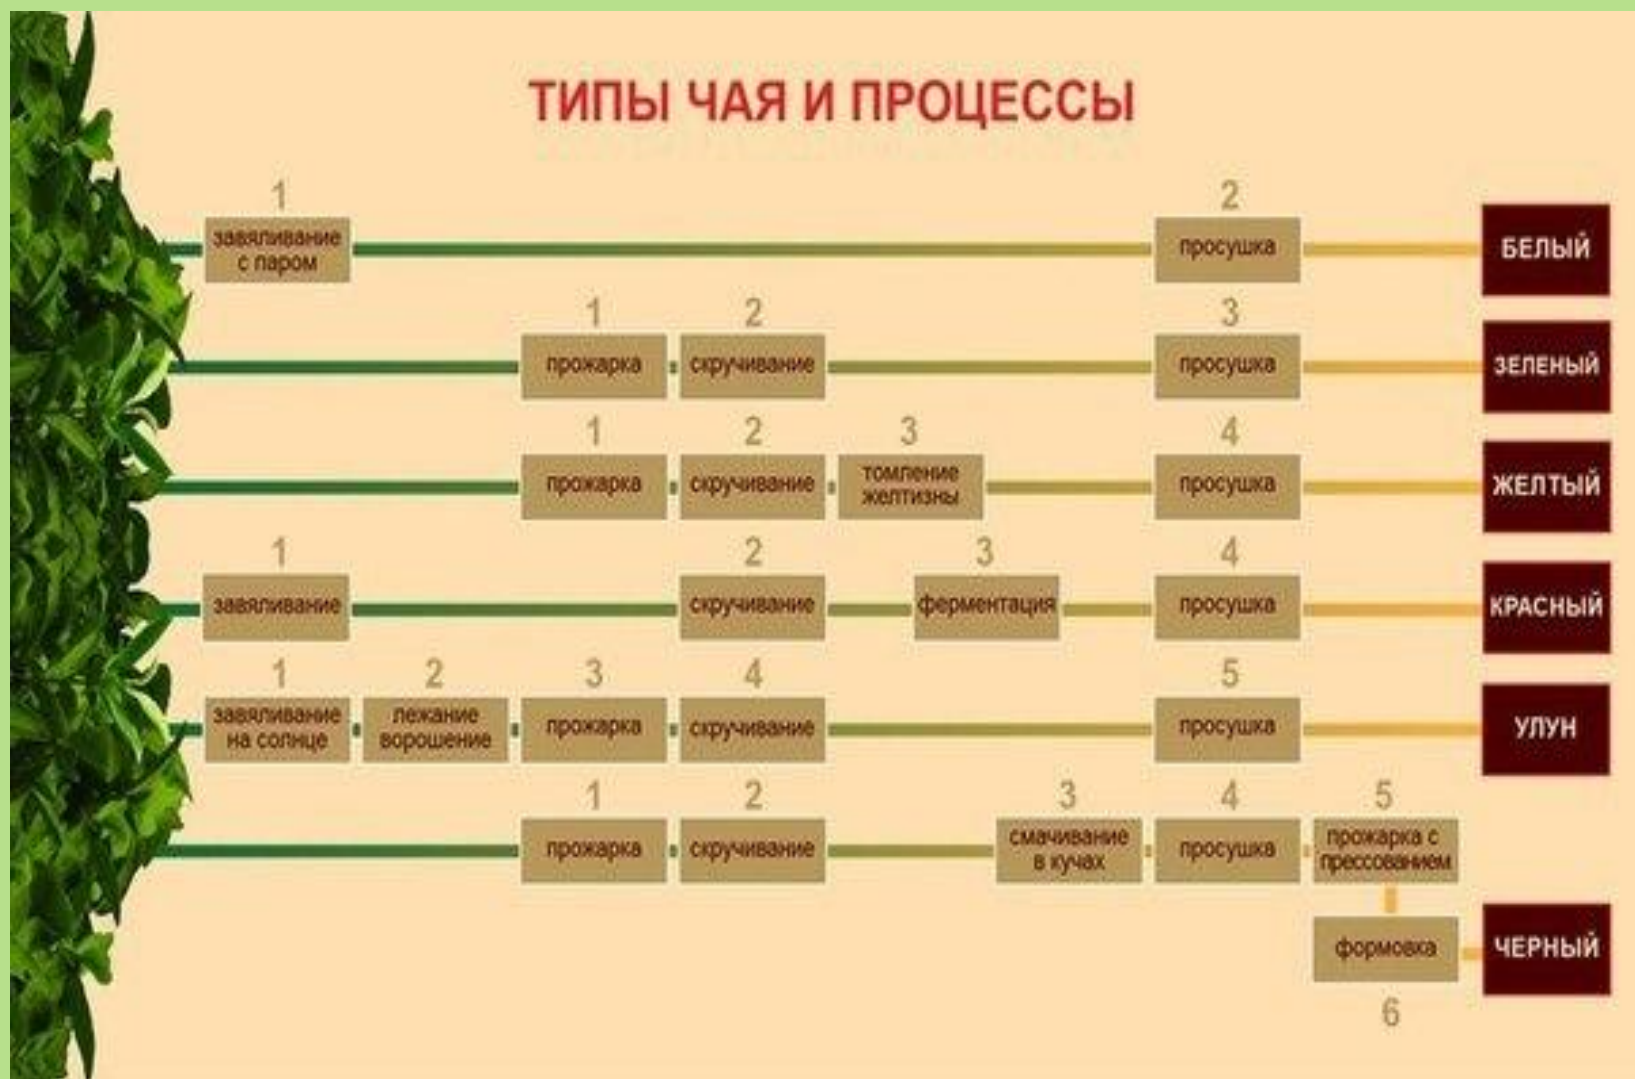 ТИПЫ ЧАЯ И ПРОЦЕССЫ
1 2
завяливание
с паром
просушка
БЕЛЫЙ
1 2 3
прожарка
скручивание
просушка
ЗЕЛЕНЫЙ
1 2 3 4
прожарка
скручивание
томление
желтизны
просушка
ЖЕЛТЫЙ
1 2 3 4
завяливание
скручивание
ферментация
просушка
КРАСНЫЙ
1 2 3 4 5
завяливание
на солнце
лежание
ворошение
прожарка
скручивание
просушка
УЛУН
1 2 3 4 5
прожарка
скручивание
смачивание
в кучах
просушка
прожарка с
прессованием
формовка
ЧЕРНЫЙ
6